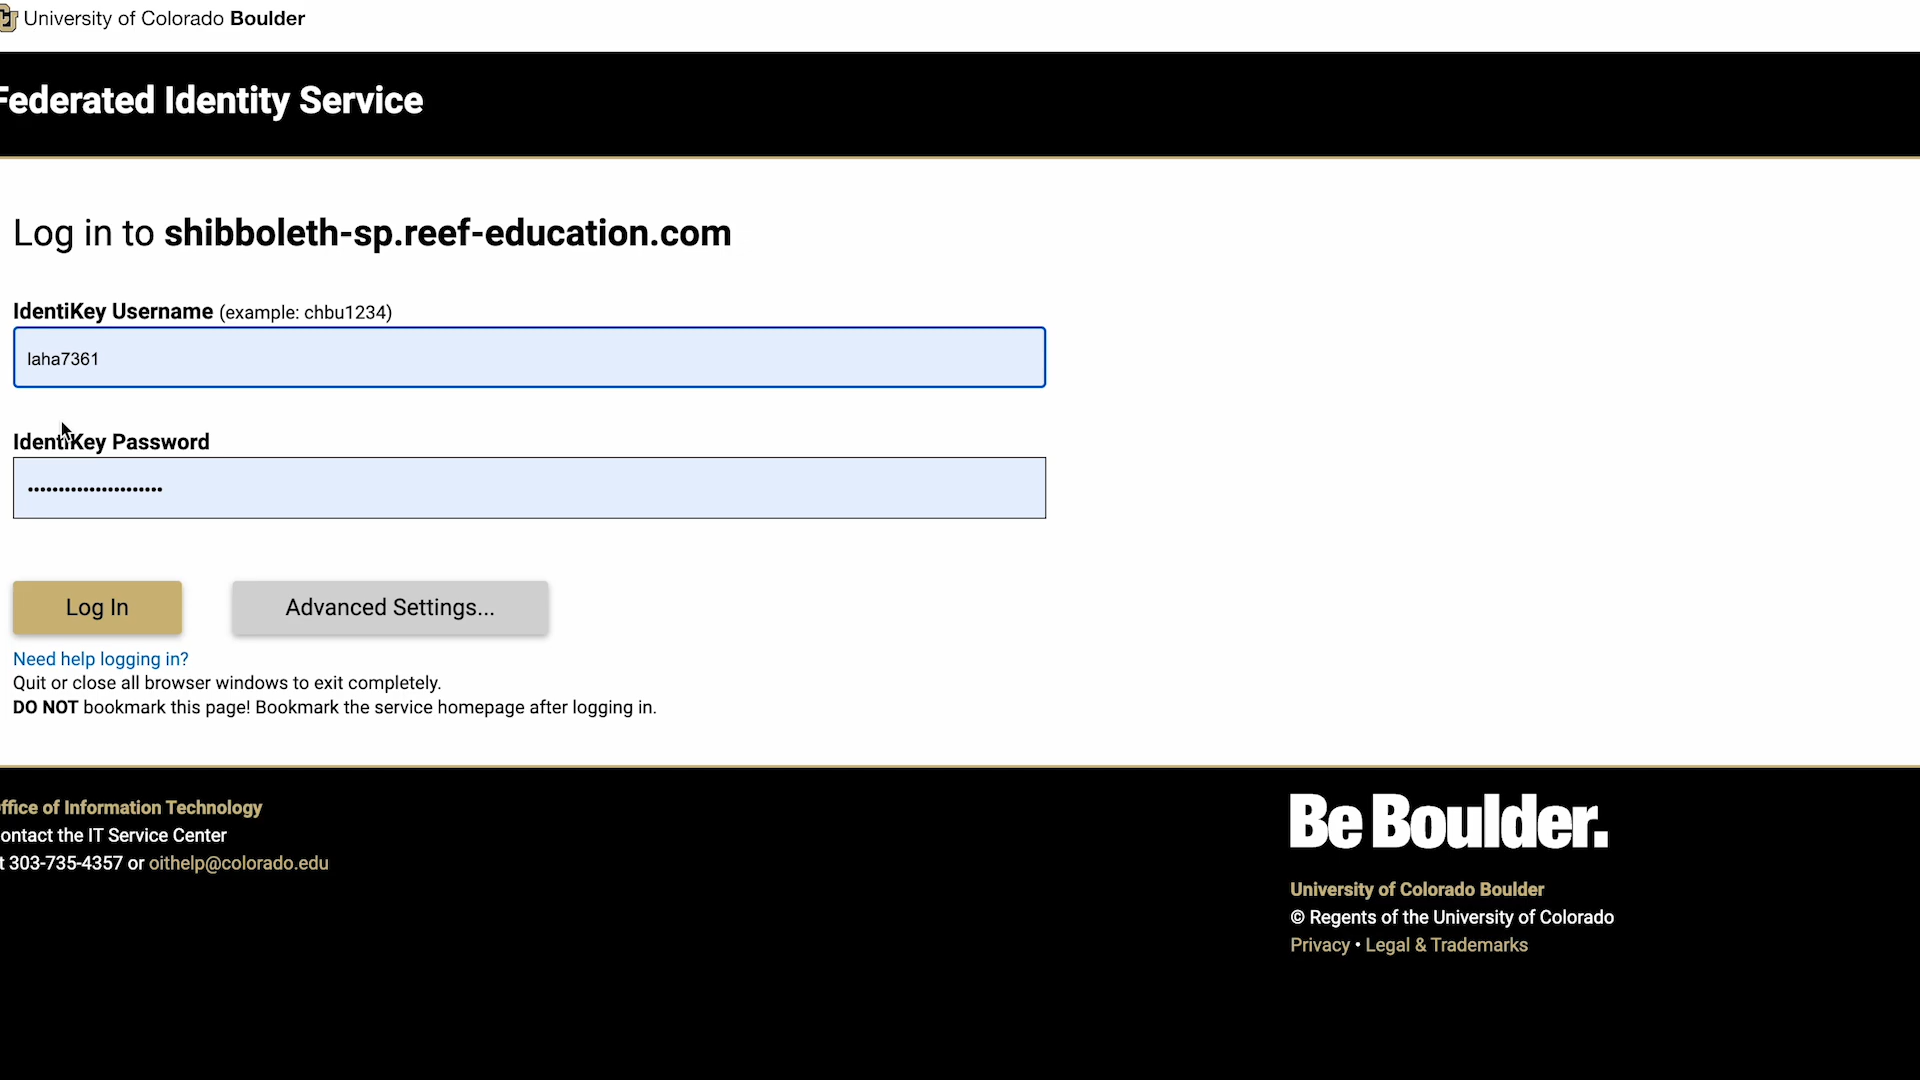 University of Colorado Boulder
Federated Identity Service
Log in to shibboleth-sp.reef-education.com
IdentiKey Username (example: chbu1234)
laha7361
IdentiKey Password
••••••••••••••••••••••
Log In
Advanced Settings...
Need help logging in?
Quit or close all browser windows to exit completely.
DO NOT bookmark this page! Bookmark the service homepage after logging in.
ffice of Information Technology
ontact the IT Service Center
t 303-735-4357 or oithelp@colorado.edu
Be Boulder.
University of Colorado Boulder
© Regents of the University of Colorado
Privacy • Legal & Trademarks